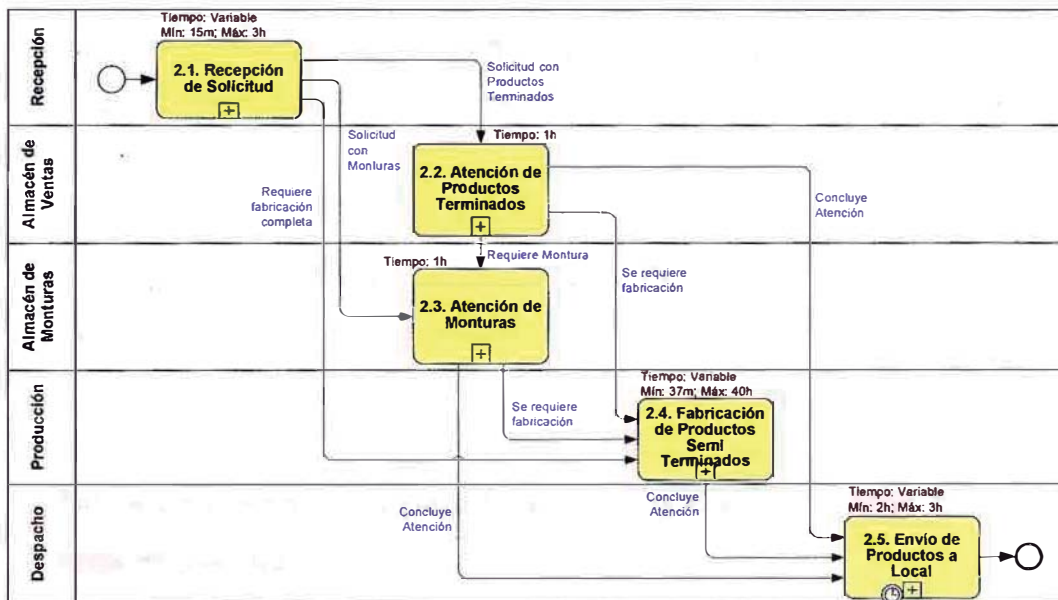 Recepción
Tiempo: Variable
Mín: 15m; Máx: 3h
2.1. Recepción
de Solicitud
Solicitud con
Productos
Terminados
Solicitud
con
Monturas
Requiere
fabricación
completa
Almacén de
Ventas
Tiempo: 1h
2.2. Atención de
Productos
Terminados
Concluye
Atención
Requiere Montura
Se requiere
fabricación
Almacén de
Monturas
Tiempo: 1h
2.3. Atención de
Monturas
Producción
Se requiere
fabricación
Tiempo: Variable
Mín: 37m; Máx: 40h
2.4. Fabricación
de Productos
Semi
Terminados
Despacho
Concluye
Atención
Concluye
Atención
Tiempo: Variable
Mín: 2h; Máx: 3h
2.5. Envío de
Productos a
Local